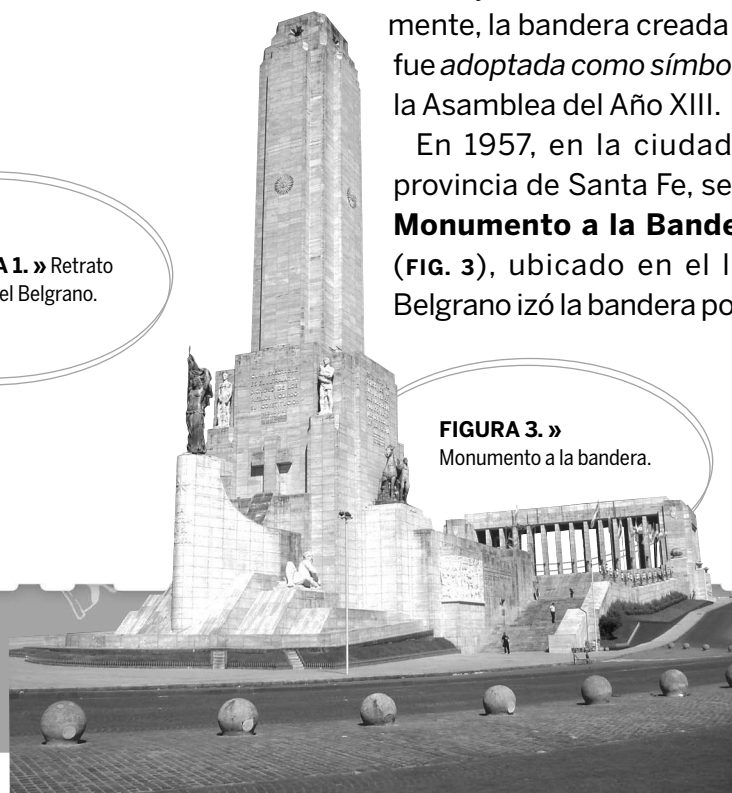 mente, la bandera creada
fue adoptada como símbo
la Asamblea del Año XIII.
En 1957, en la ciudad
provincia de Santa Fe, se
Monumento a la Bande
(FIG. 3), ubicado en el l
Belgrano izó la bandera po
A 1. » Retrato
el Belgrano.
FIGURA 3. »
Monumento a la bandera.